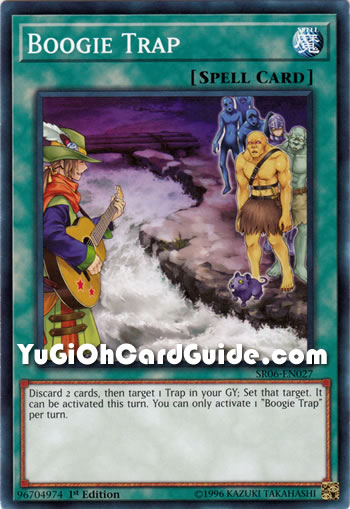 Boogie Trap
SPELL
魔
[Spell Card]
YuGiOhCardGuide.com
SR06-EN027
Discard 2 cards, then target 1 Trap in your GY; Set that target. It
can be activated this turn. You can only activate 1 "Boogie Trap"
per turn.
96704974 1st Edition ©1996 KAZUKI TAKAHASHI